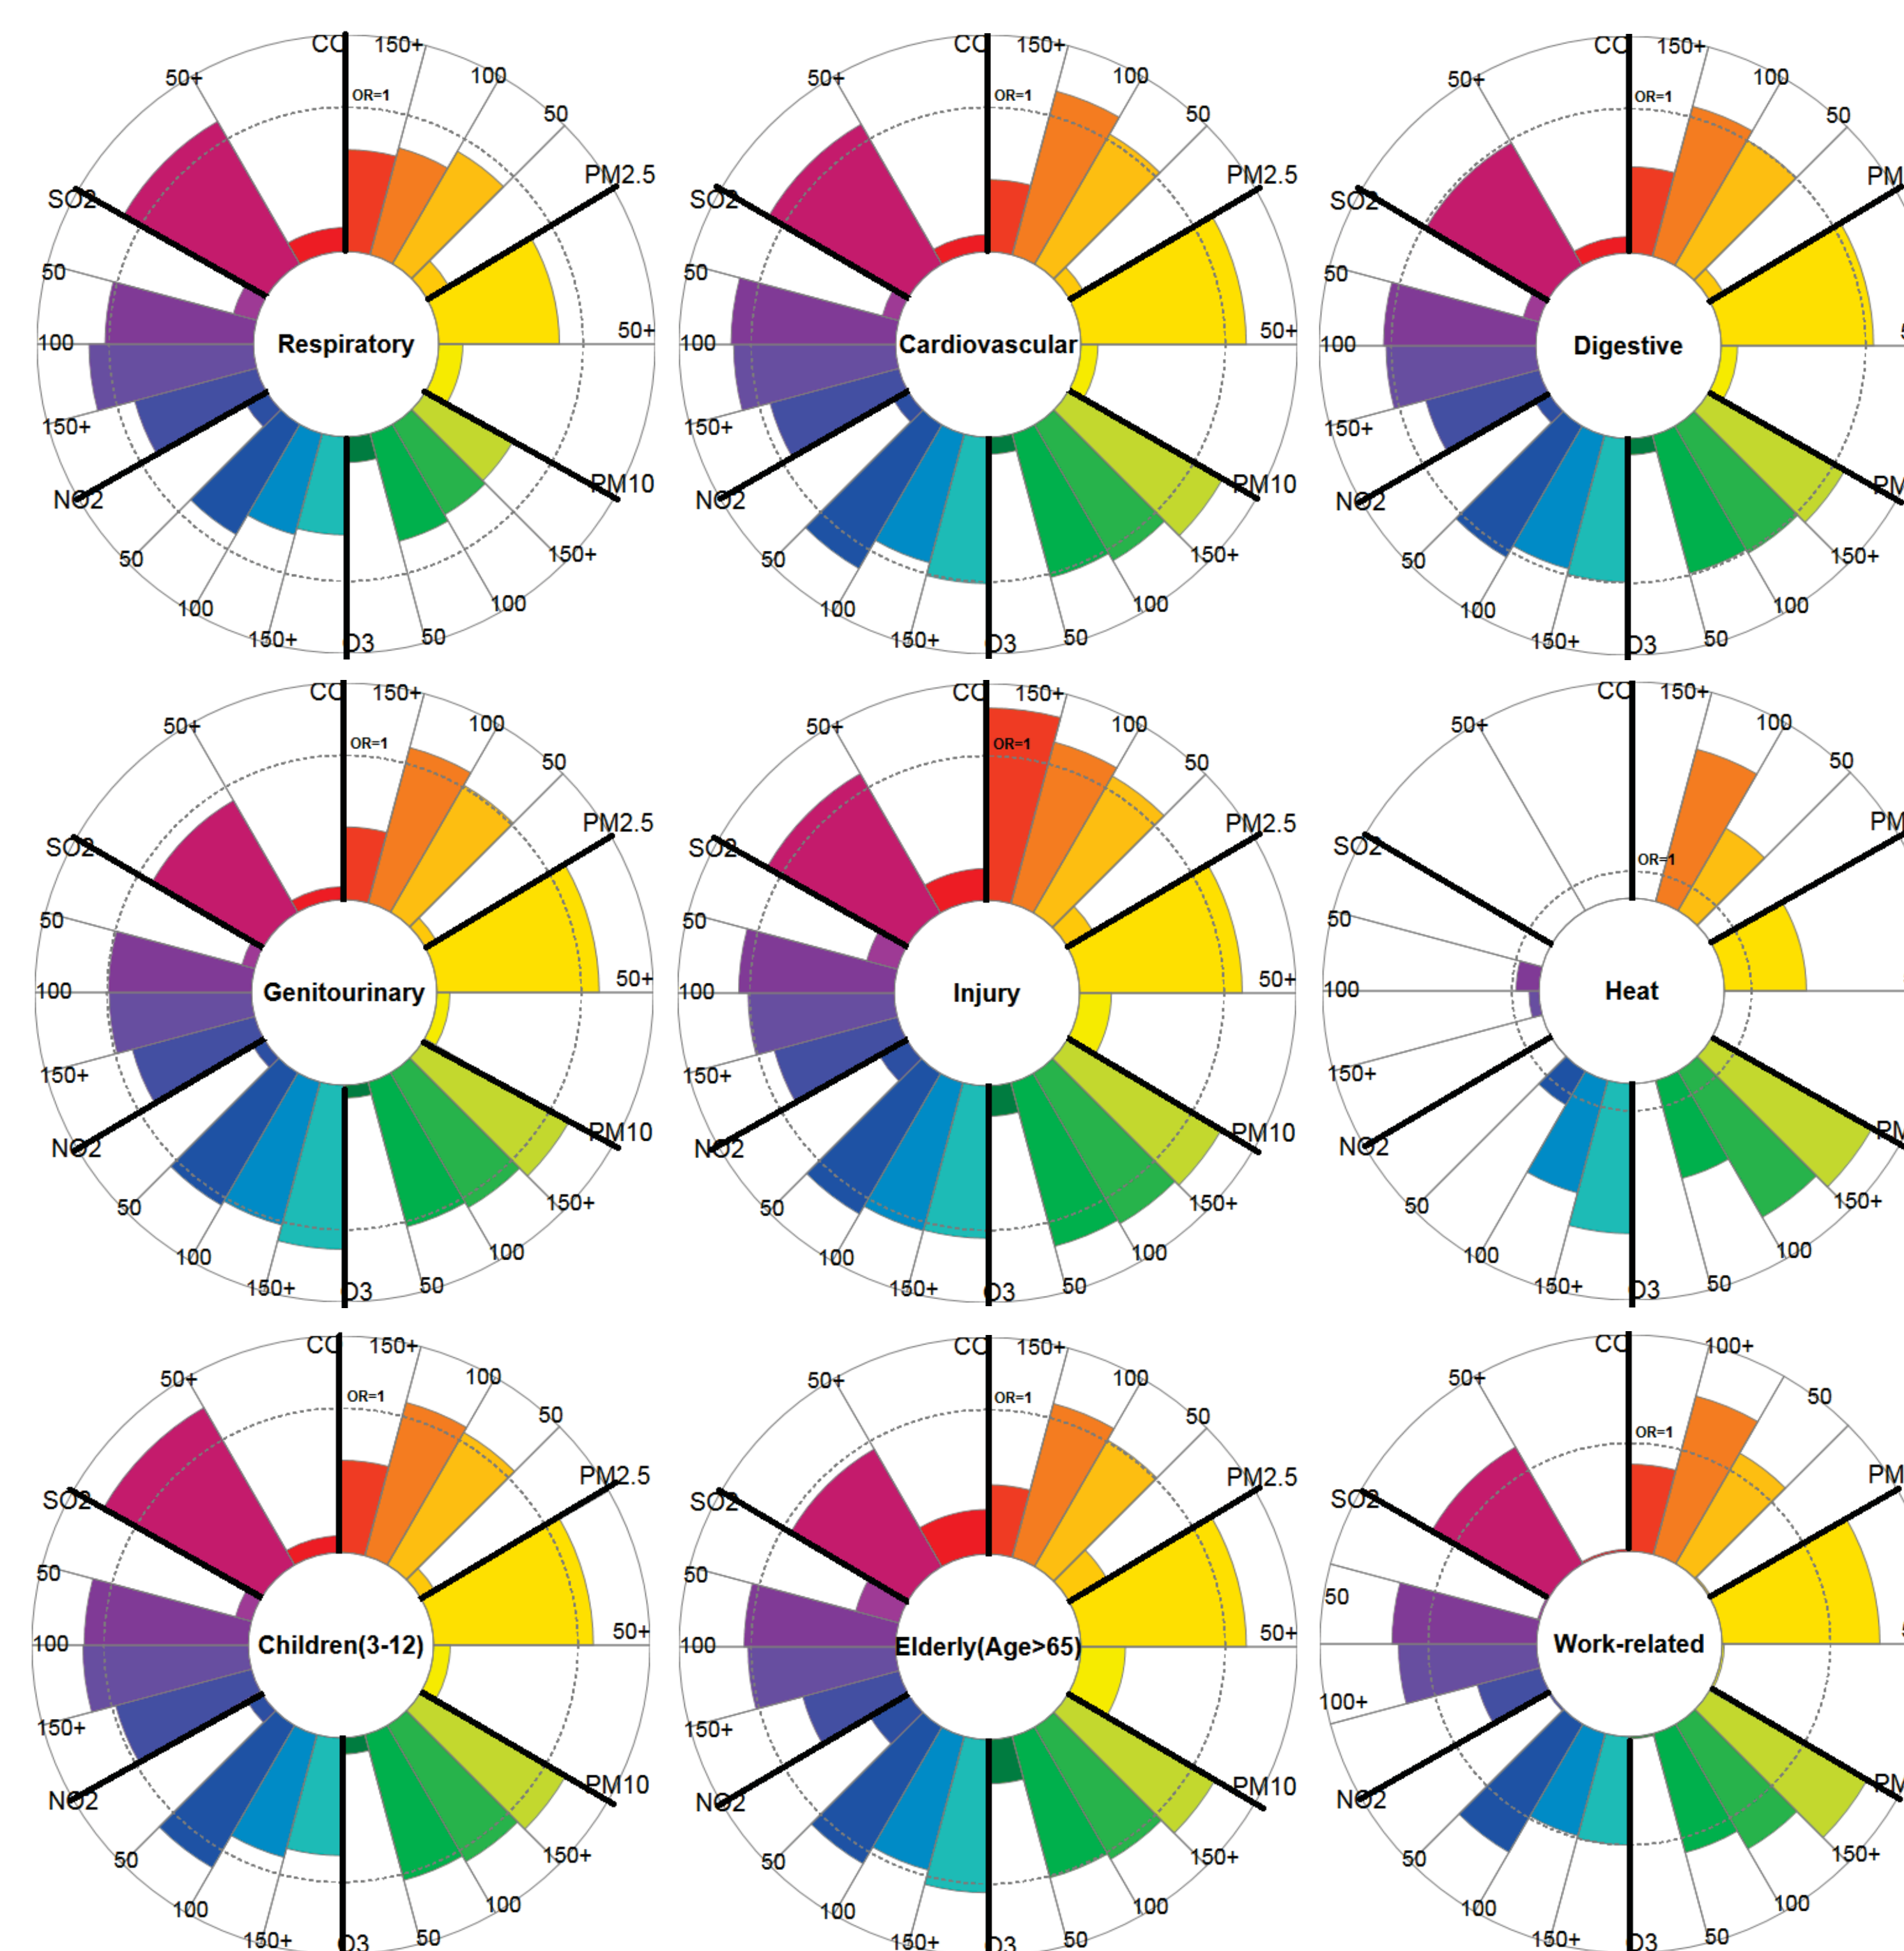 CO 150+ CO 150+ CO 150+
50+ 100 50+ 100 50+ 100
OR=1 OR=1 OR=1
50 50 50
PM2.5 PM2.5 PM
SO2 SO2 SO2
50 50 50
50+ 50+
100 Respiratory 100 Cardiovascular 100 Digestive
150+ 150+ 150+
NO2 PM10 NO2 PM10 NO2 PM
50 150+ 50 150+ 50 150+
100 100 100 100 100 100
150+ O3 50 150+ O3 50 150+ O3 50
CO 150+ CO 150+ CO 150+
50+ 100 50+ 100 50+ 100
OR=1 OR=1
50 50 50
PM2.5 PM2.5 PM
SO2 SO2 SO2
OR=1
50 50 50
50+ 50+
100 Genitourinary 100 Injury 100 Heat
150+ 150+ 150+
NO2 PM10 NO2 PM10 NO2 PM
50 150+ 50 150+ 50 150+
100 100 100 100 100 100
150+ O3 50 150+ O3 50 150+ O3 50
CO 150+ CO 150+ CO 100+
50+ 100 50+ 100 50+ 50
OR=1 OR=1
50 50
OR=1
PM2.5 PM2.5 PM
SO2 SO2 SO2
50 50 50
50+ 50+
100 Children(3-12) 100 Elderly(Age>65) Work-related
150+ 150+ 100+
NO2 PM10 NO2 PM10 NO2 PM
50 150+ 50 150+ 50 150+
100 100 100 100 100 100
150+ O3 50 150+ O3 50 150+ O3 50